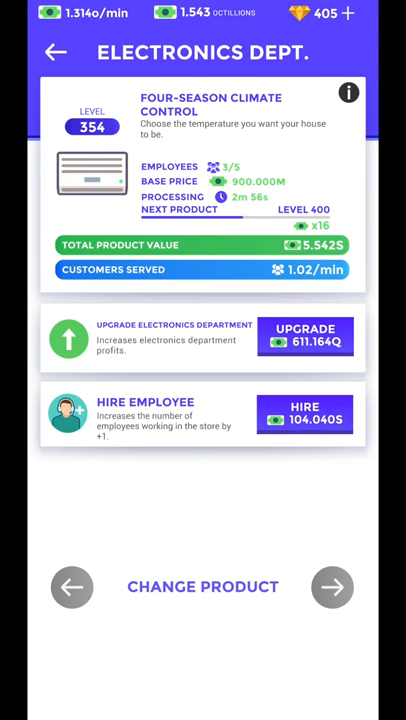 1.314o/min
1.543 OCTILLIONS
405 +
ELECTRONICS DEPT.
LEVEL
354
FOUR-SEASON CLIMATE
CONTROL
Choose the temperature you want your house
to be.
i
EMPLOYEES 3/5
BASE PRICE 900.000M
PROCESSING 2m 56s
NEXT PRODUCT LEVEL 400
x16
TOTAL PRODUCT VALUE 5.542S
CUSTOMERS SERVED 1.02/min
UPGRADE ELECTRONICS DEPARTMENT
Increases electronics department
profits.
UPGRADE
611.164Q
HIRE EMPLOYEE
Increases the number of
employees working in the store by
+1.
HIRE
104.040S
CHANGE PRODUCT